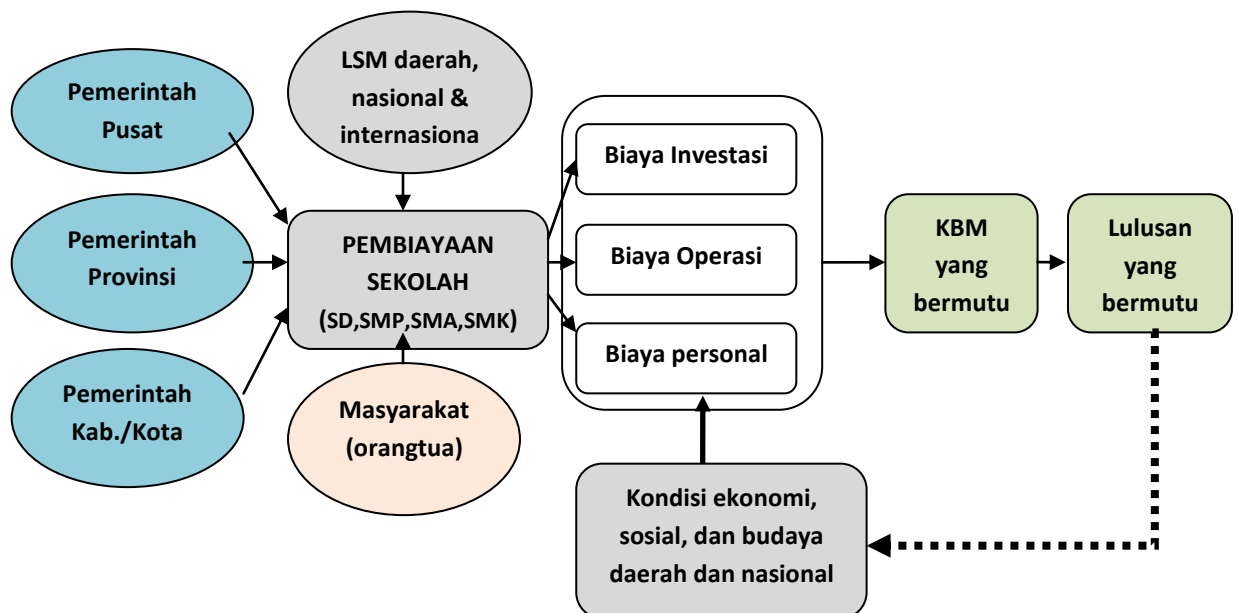 Pemerintah
Pusat
LSM daerah,
nasional &
internasiona
Pemerintah
Provinsi
PEMBIAYAAN
SEKOLAH
(SD,SMP,SMA,SMK)
Pemerintah
Kab./Kota
Masyarakat
(orangtua)
Biaya Investasi
Biaya Operasi
Biaya personal
KBM
yang
bermutu
Lulusan
yang
bermutu
Kondisi ekonomi,
sosial, dan budaya
daerah dan nasional